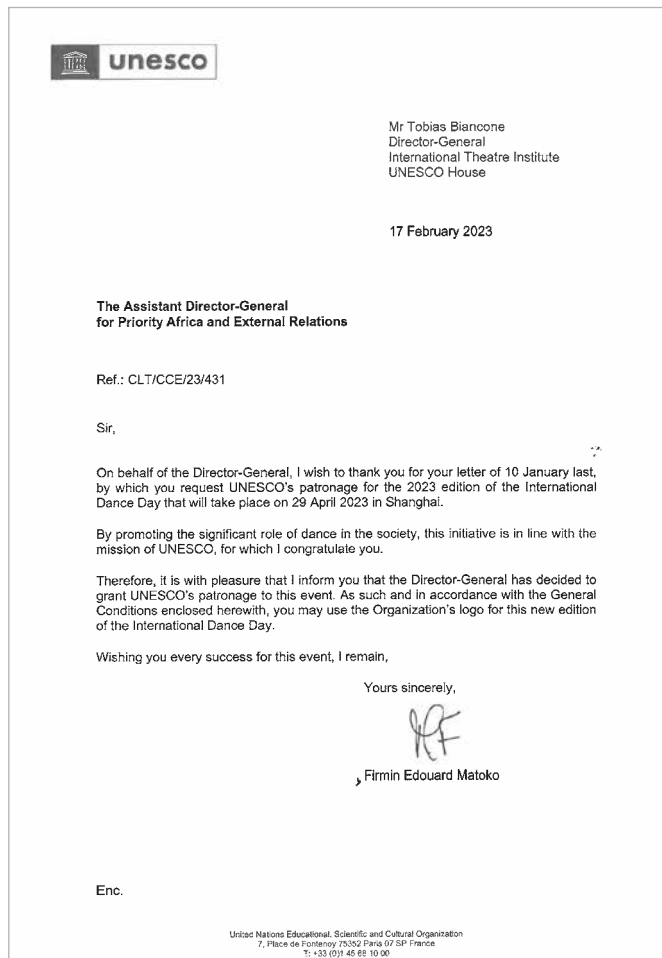 unesco
Mr Tobias Biancone
Director-General
International Theatre Institute
UNESCO House
17 February 2023
The Assistant Director-General
for Priority Africa and External Relations
Ref.: CLT/CCE/23/431
Sir,
On behalf of the Director-General, I wish to thank you for your letter of 10 January last,
by which you request UNESCO's patronage for the 2023 edition of the International
Dance Day that will take place on 29 April 2023 in Shanghai.
By promoting the significant role of dance in the society, this initiative is in line with the
mission of UNESCO, for which I congratulate you.
Therefore, it is with pleasure that I inform you that the Director-General has decided to
grant UNESCO's patronage to this event. As such and in accordance with the General
Conditions enclosed herewith, you may use the Organization's logo for this new edition
of the International Dance Day.
Wishing you every success for this event, I remain,
Yours sincerely,
Firmin Edouard Matoko
Enc.
United Nations Educational, Scientific and Cultural Organization
7, Place de Fontenoy 75352 Paris 07 SP France
T: +33 (0)1 45 68 10 00